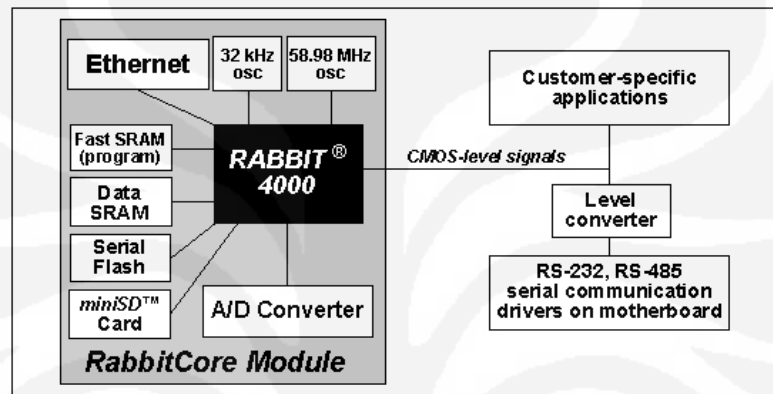 Ethernet
32 kHz
osc
58.98 MHz
osc
Fast SRAM
(program)
Data
SRAM
Serial
Flash
miniSD™
Card
RABBIT®
4000
A/D Converter
RabbitCore Module
CMOS-level signals
Customer-specific
applications
Level
converter
RS-232, RS-485
serial communication
drivers on motherboard